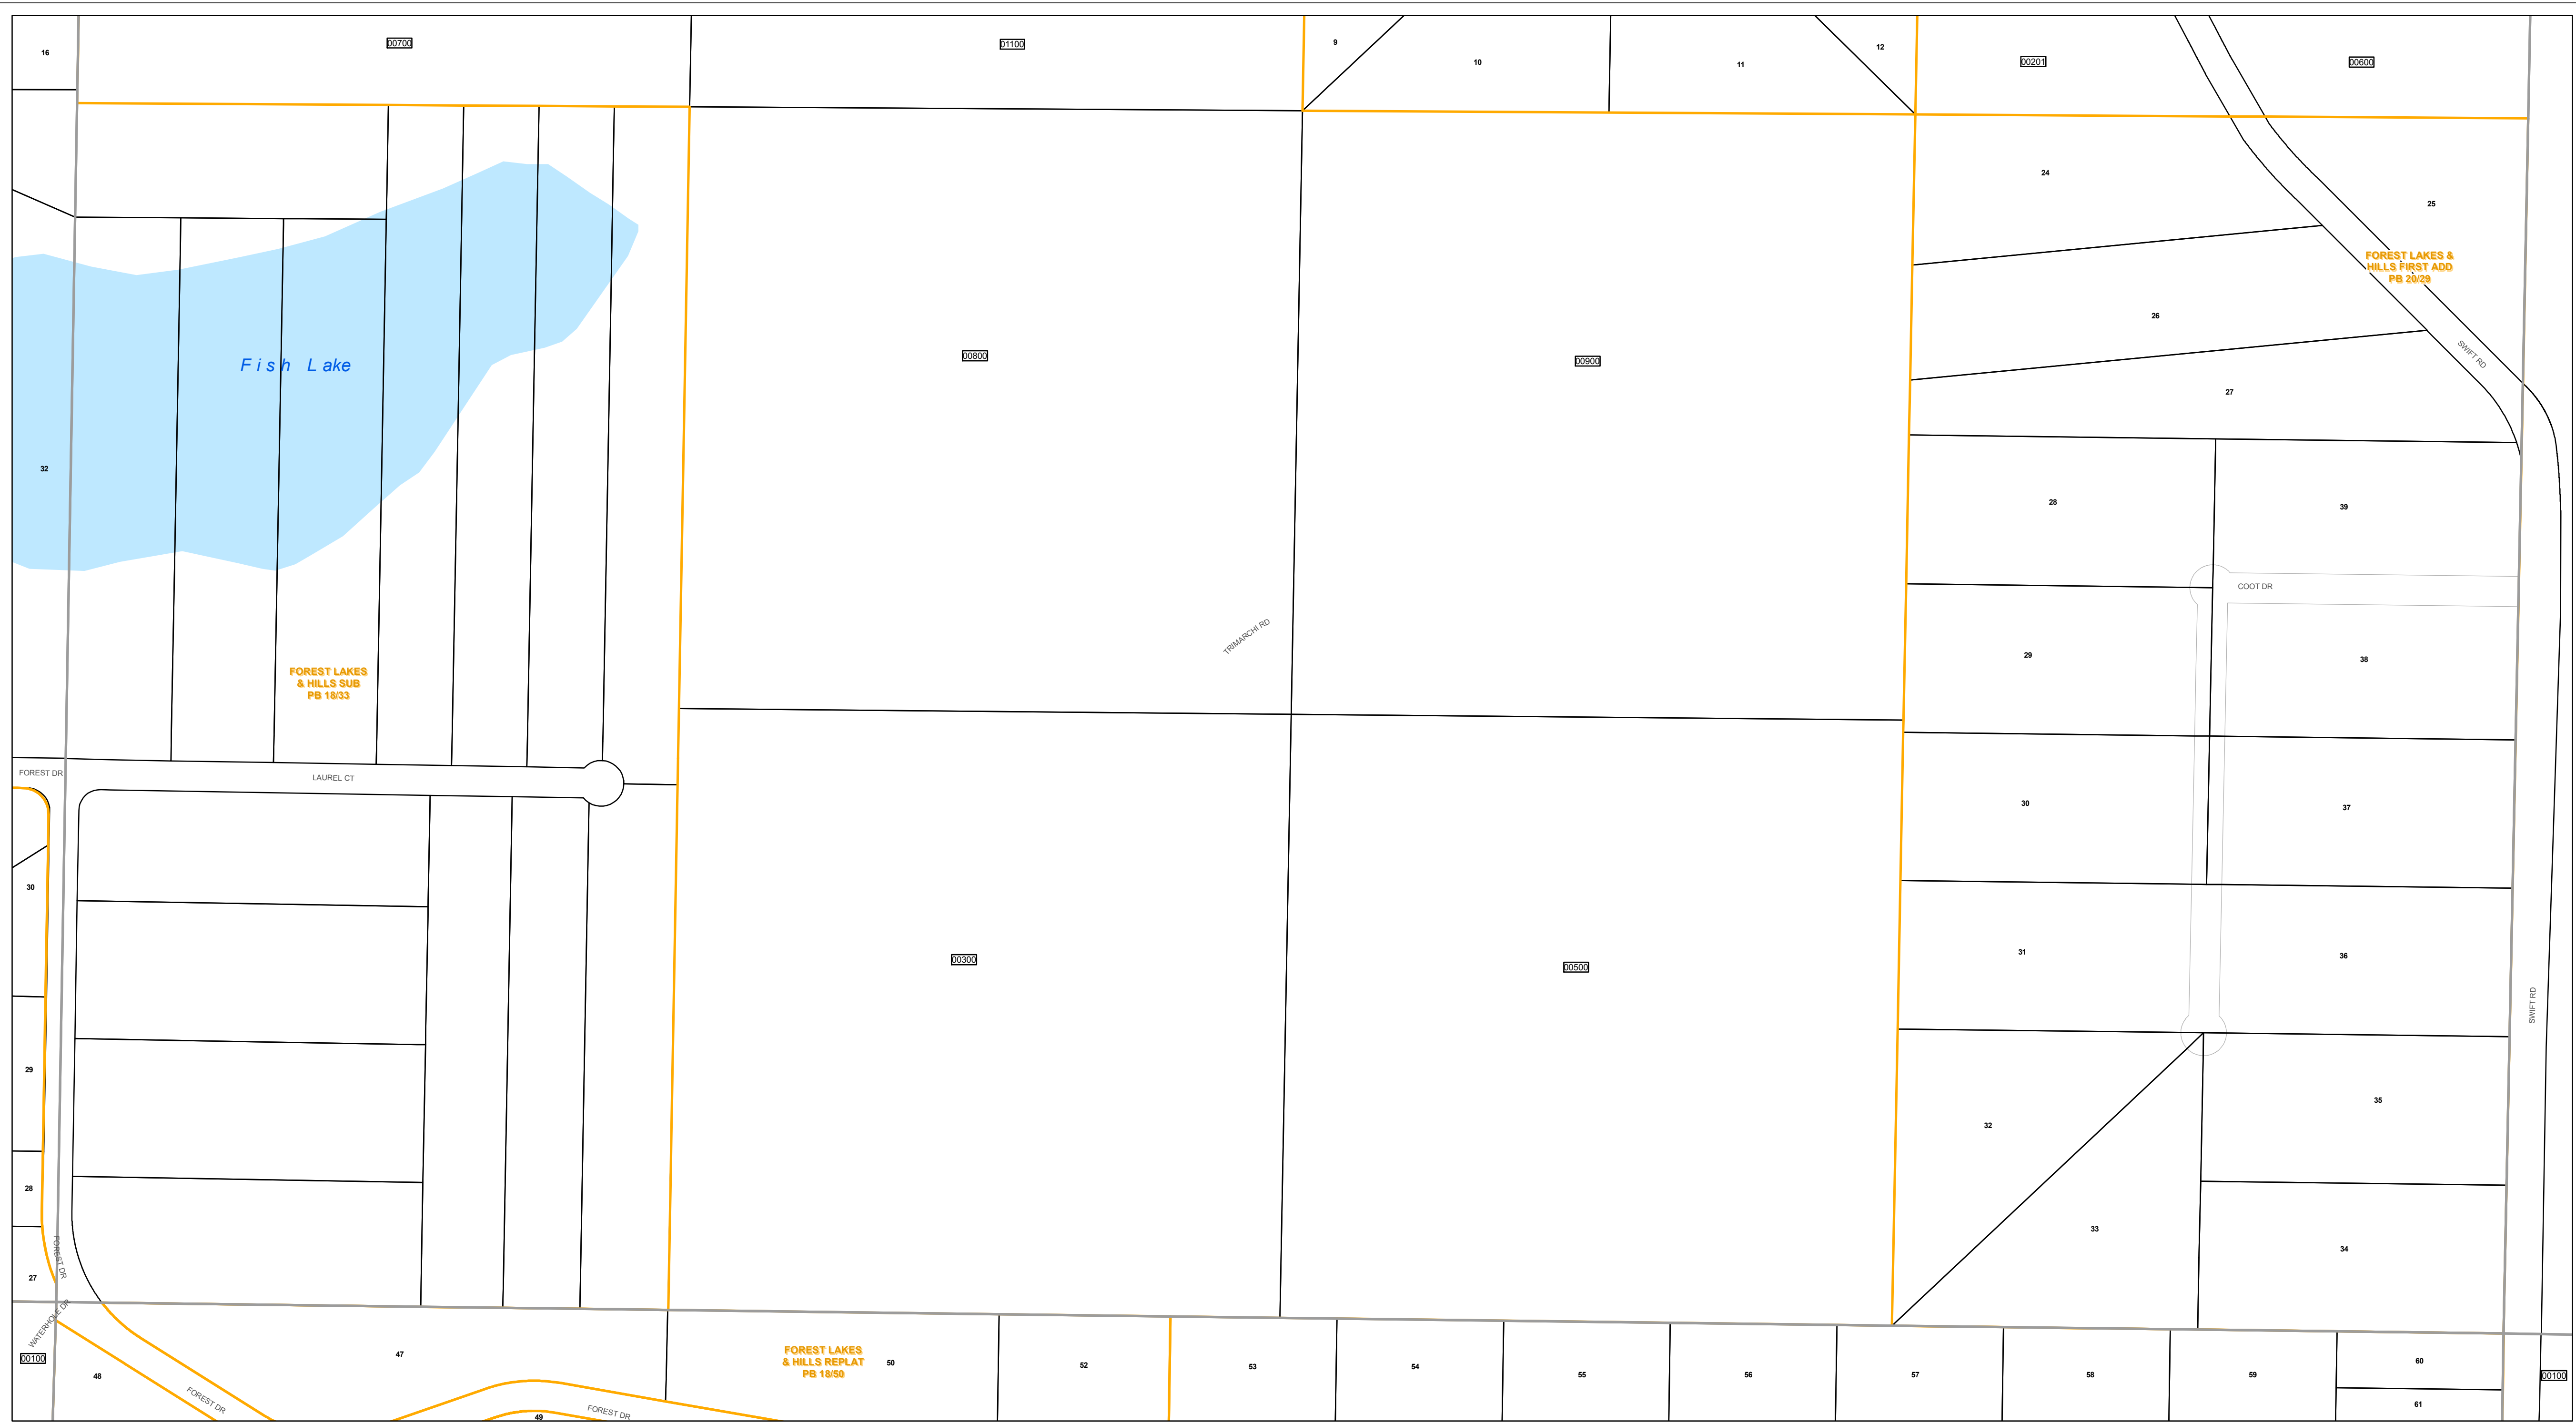 16
00700
01100
9
10
11
12
00201
00600
24
25
FOREST LAKES &
HILLS FIRST ADD
PB 20/29
26
SWIFT RD
27
Fish Lake
00800
00900
32
28
39
COOT DR
TRIMARCHI RD
29
38
FOREST LAKES
& HILLS SUB
PB 18/33
FOREST DR
LAUREL CT
30
37
30
31
36
00300
00500
SWIFT RD
29
35
32
28
33
34
FOREST DR
27
WATERHOLE DR
00100
47
48
FOREST DR
FOREST LAKES
& HILLS REPLAT
PB 18/50
50
52
53
54
55
56
57
58
59
60
00100
61
FOREST DR
49